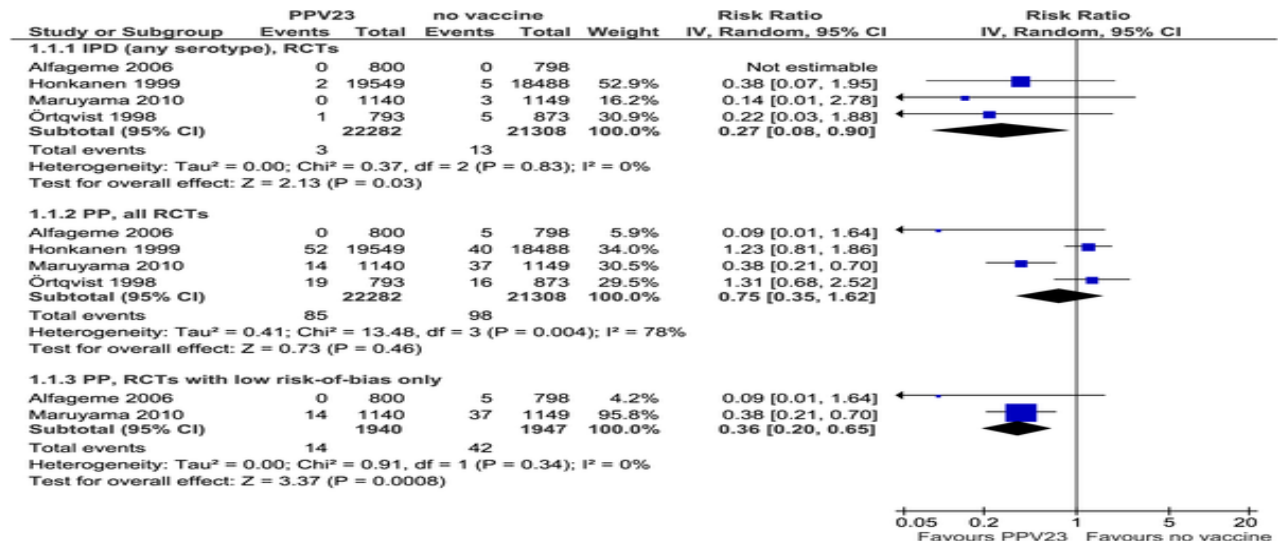 PPV23 no vaccine Risk Ratio Risk Ratio
Study or Subgroup Events Total Events Total Weight IV, Random, 95% CI IV, Random, 95% CI
1.1.1 IPD (any serotype), RCTs
Alfageme 2006 0 800 0 798 Not estimable
Honkanen 1999 2 19549 5 18488 52.9% 0.38 [0.07, 1.95]
Maruyama 2010 0 1140 3 1149 16.2% 0.14 [0.01, 2.78]
Örtqvist 1998 1 793 5 873 30.9% 0.22 [0.03, 1.88]
Subtotal (95% CI) 22282 21308 100.0% 0.27 [0.08, 0.90]
Total events 3 13
Heterogeneity: Tau² = 0.00; Chi² = 0.37, df = 2 (P = 0.83); I² = 0%
Test for overall effect: Z = 2.13 (P = 0.03)
1.1.2 PP, all RCTs
Alfageme 2006 0 800 5 798 5.9% 0.09 [0.01, 1.64]
Honkanen 1999 52 19549 40 18488 34.0% 1.23 [0.81, 1.86]
Maruyama 2010 14 1140 37 1149 30.5% 0.38 [0.21, 0.70]
Örtqvist 1998 19 793 16 873 29.5% 1.31 [0.68, 2.52]
Subtotal (95% CI) 22282 21308 100.0% 0.75 [0.35, 1.62]
Total events 85 98
Heterogeneity: Tau² = 0.41; Chi² = 13.48, df = 3 (P = 0.004); I² = 78%
Test for overall effect: Z = 0.73 (P = 0.46)
1.1.3 PP, RCTs with low risk-of-bias only
Alfageme 2006 0 800 5 798 4.2% 0.09 [0.01, 1.64]
Maruyama 2010 14 1140 37 1149 95.8% 0.38 [0.21, 0.70]
Subtotal (95% CI) 1940 1947 100.0% 0.36 [0.20, 0.65]
Total events 14 42
Heterogeneity: Tau² = 0.00; Chi² = 0.91, df = 1 (P = 0.34); I² = 0%
Test for overall effect: Z = 3.37 (P = 0.0008)
0.05 0.2 1 5 20
Favours PPV23 Favours no vaccine